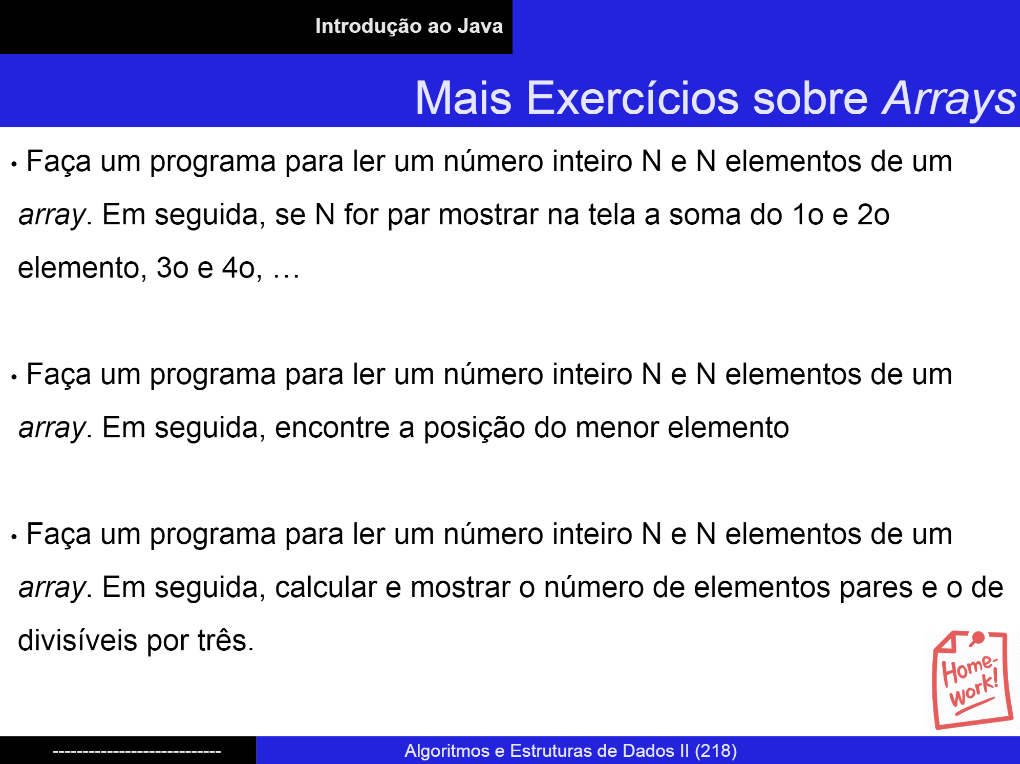 Introdução ao Java
Mais Exercícios sobre Arrays
• Faça um programa para ler um número inteiro N e N elementos de um
array. Em seguida, se N for par mostrar na tela a soma do 1o e 2o
elemento, 3o e 4o, …
• Faça um programa para ler um número inteiro N e N elementos de um
array. Em seguida, encontre a posição do menor elemento
• Faça um programa para ler um número inteiro N e N elementos de um
array. Em seguida, calcular e mostrar o número de elementos pares e o de
divisíveis por três.
Home-
work!
----------------------------
Algoritmos e Estruturas de Dados II (218)